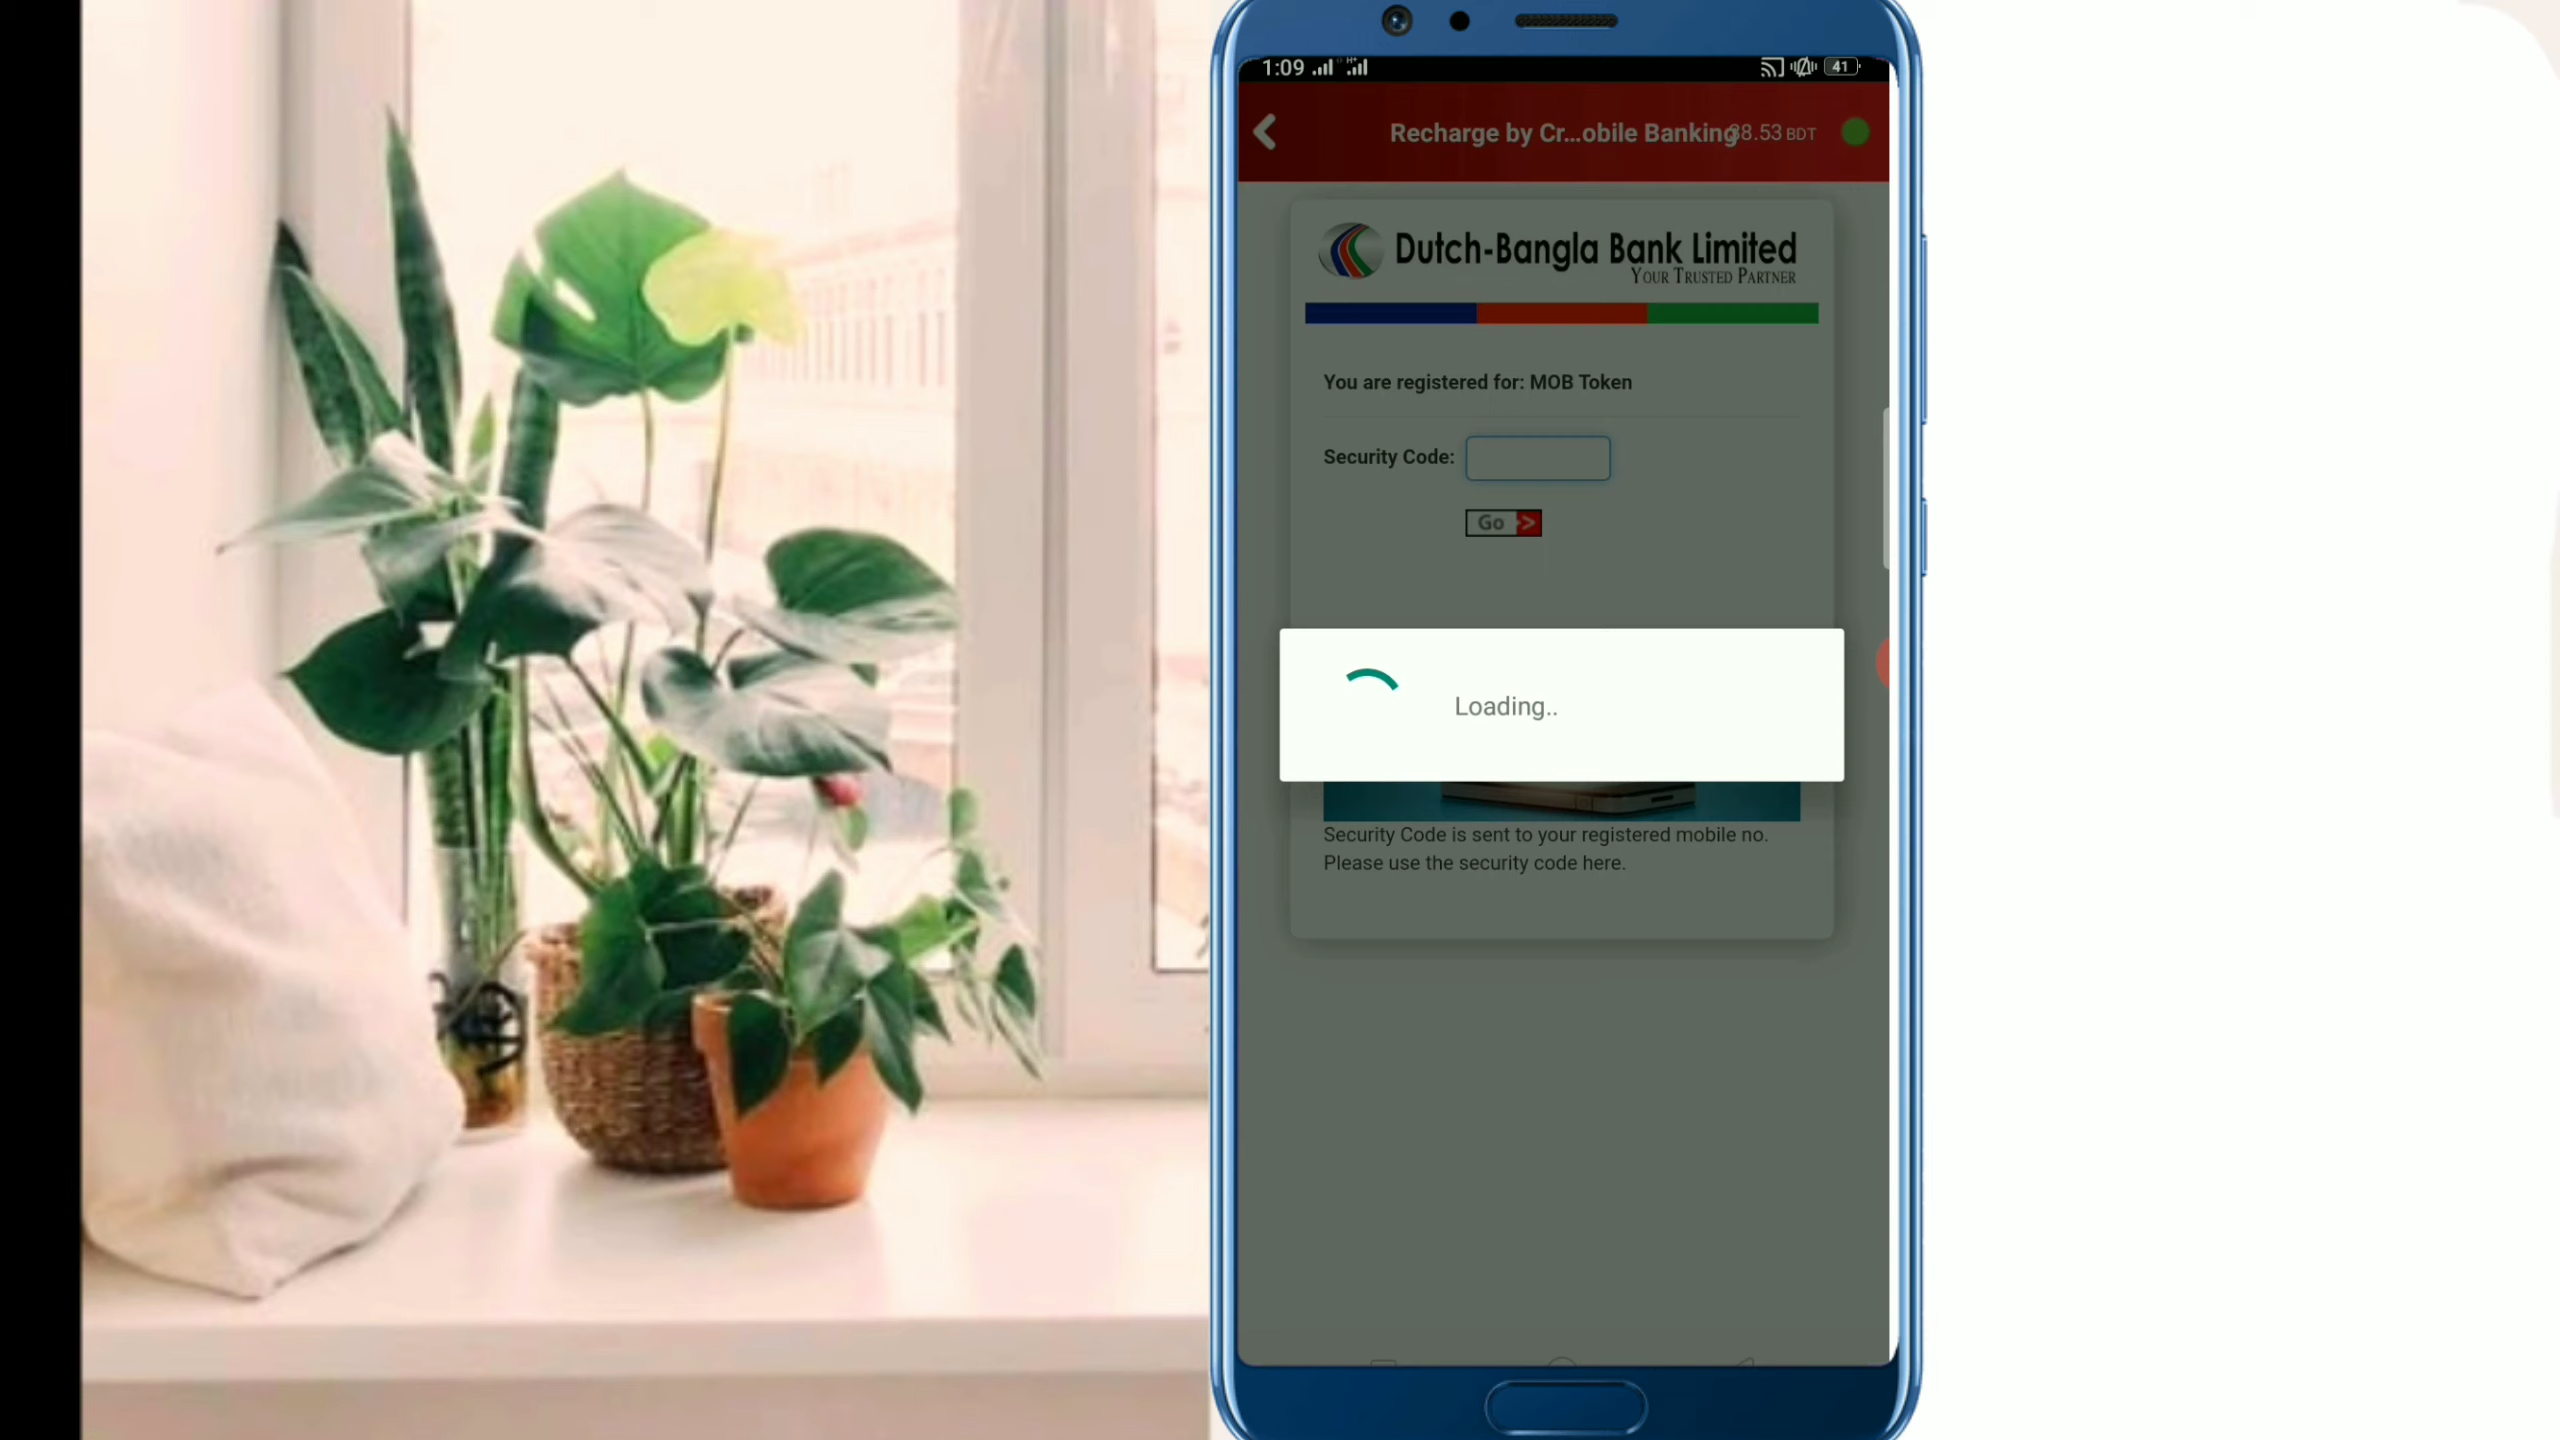 1:09
H+
41
Recharge by Cr...obile Banking
8.53 BDT
Dutch-Bangla Bank Limited
YOUR TRUSTED PARTNER
You are registered for: MOB Token
Security Code:
Go >
Loading..
Security Code is sent to your registered mobile no.
Please use the security code here.